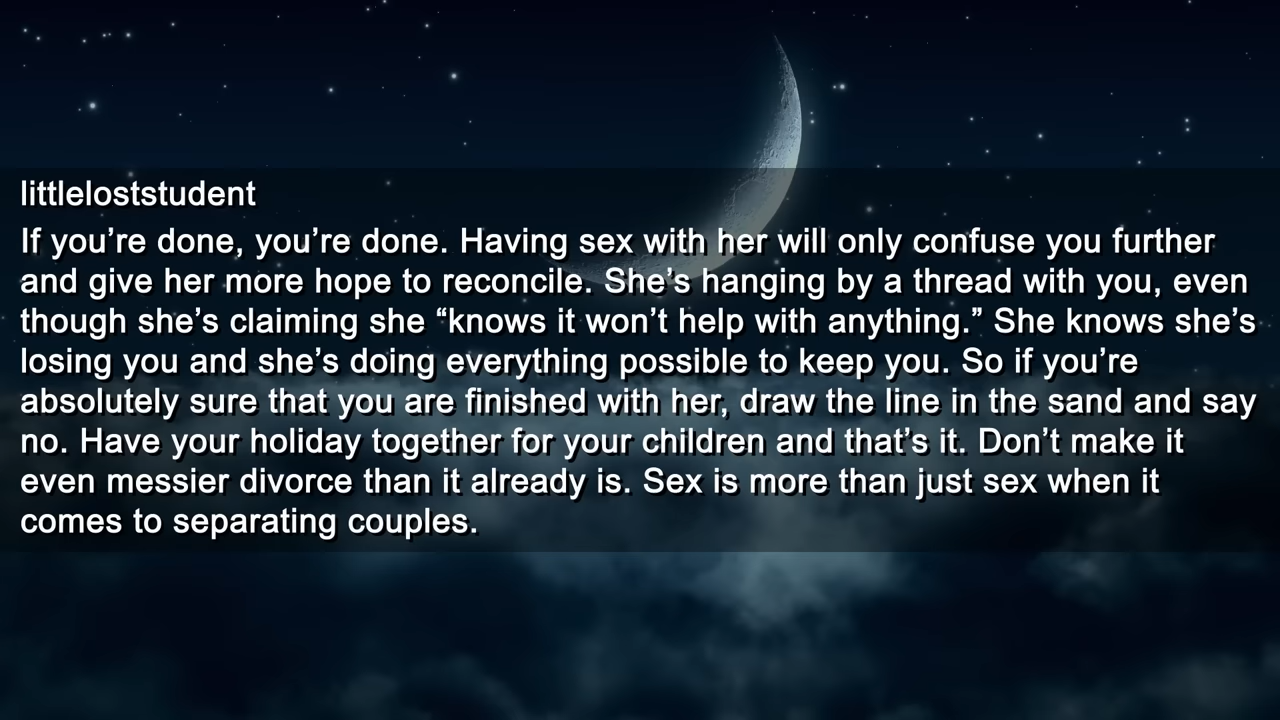 littleloststudent
If you’re done, you’re done. Having sex with her will only confuse you further
and give her more hope to reconcile. She’s hanging by a thread with you, even
though she’s claiming she “knows it won’t help with anything.” She knows she’s
losing you and she’s doing everything possible to keep you. So if you’re
absolutely sure that you are finished with her, draw the line in the sand and say
no. Have your holiday together for your children and that’s it. Don’t make it
even messier divorce than it already is. Sex is more than just sex when it
comes to separating couples.